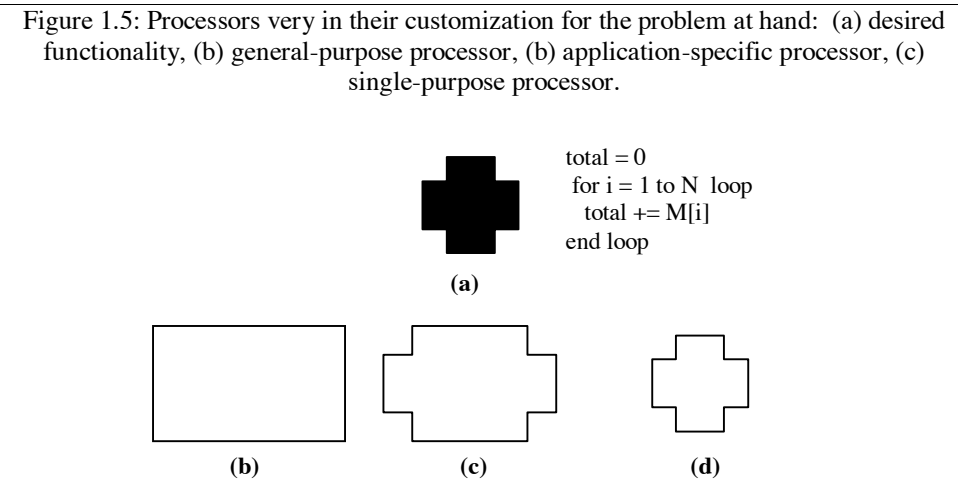 Figure 1.5: Processors very in their customization for the problem at hand: (a) desired
functionality, (b) general-purpose processor, (b) application-specific processor, (c)
single-purpose processor.
total = 0
for i = 1 to N loop
total += M[i]
end loop
(a)
(b)
(c)
(d)